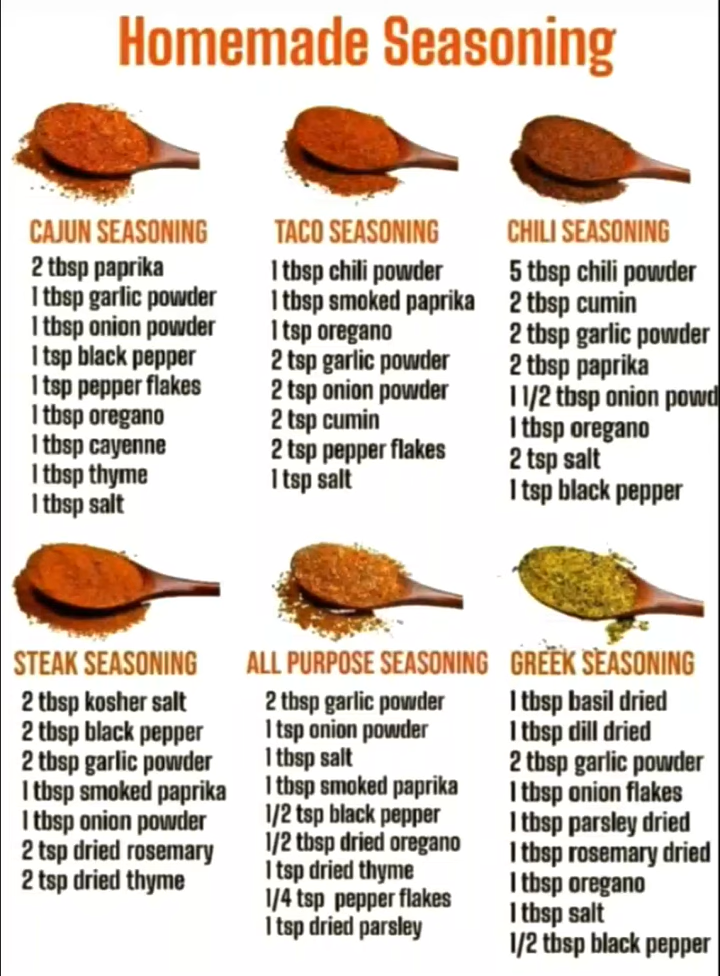 Homemade Seasoning
CAJUN SEASONING
2 tbsp paprika
1 tbsp garlic powder
1 tbsp onion powder
1 tsp black pepper
1 tsp pepper flakes
1 tbsp oregano
1 tbsp cayenne
1 tbsp thyme
1 tbsp salt
TACO SEASONING
1 tbsp chili powder
1 tbsp smoked paprika
1 tsp oregano
2 tsp garlic powder
2 tsp onion powder
2 tsp cumin
2 tsp pepper flakes
1 tsp salt
CHILI SEASONING
5 tbsp chili powder
2 tbsp cumin
2 tbsp garlic powder
2 tbsp paprika
1 1/2 tbsp onion powd
1 tbsp oregano
2 tsp salt
1 tsp black pepper
STEAK SEASONING
2 tbsp kosher salt
2 tbsp black pepper
2 tbsp garlic powder
1 tbsp smoked paprika
1 tbsp onion powder
2 tsp dried rosemary
2 tsp dried thyme
ALL PURPOSE SEASONING
2 tbsp garlic powder
1 tsp onion powder
1 tbsp salt
1 tbsp smoked paprika
1/2 tsp black pepper
1/2 tbsp dried oregano
1 tsp dried thyme
1/4 tsp pepper flakes
1 tsp dried parsley
GREEK SEASONING
1 tbsp basil dried
1 tbsp dill dried
2 tbsp garlic powder
1 tbsp onion flakes
1 tbsp parsley dried
1 tbsp rosemary dried
1 tbsp oregano
1 tbsp salt
1/2 tbsp black pepper